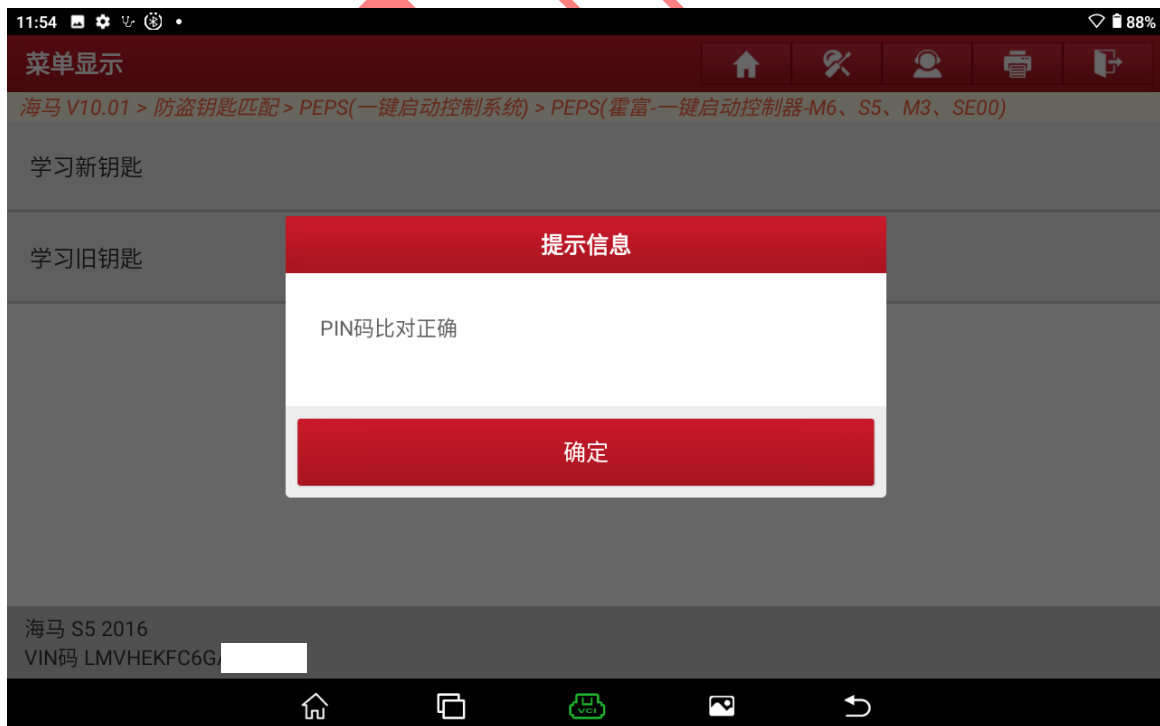 11:54
88%
菜单显示
海马 V10.01 > 防盗钥匙匹配 > PEPS(一键启动控制系统) > PEPS(霍富-一键启动控制器-M6、S5、M3、SE00)
学习新钥匙
学习旧钥匙
提示信息
PIN码比对正确
确定
海马 S5 2016
VIN码 LMVHEKFC6G
VCI